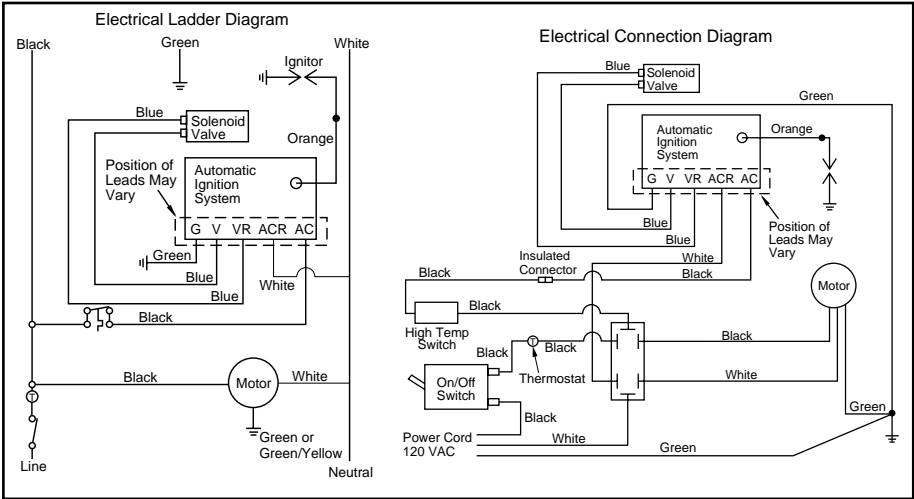 Electrical Ladder Diagram
Black
Green
White
Ignitor
Blue
Solenoid
Valve
Orange
Position of
Leads May
Vary
Automatic
Ignition
System
G V VR ACR AC
Green
Blue
White
Blue
Black
Black
Motor
White
T
Green or
Green/Yellow
Line
Neutral
Electrical Connection Diagram
Blue
Solenoid
Valve
Green
Automatic
Ignition
System
Orange
G V VR ACR AC
Blue
Blue
Position of
Leads May
Vary
White
Insulated
Connector
Black
Black
Motor
Black
High Temp
Switch
Black
Black
T
Black
Thermostat
White
On/Off
Switch
Black
Green
Power Cord
120 VAC
White
Green